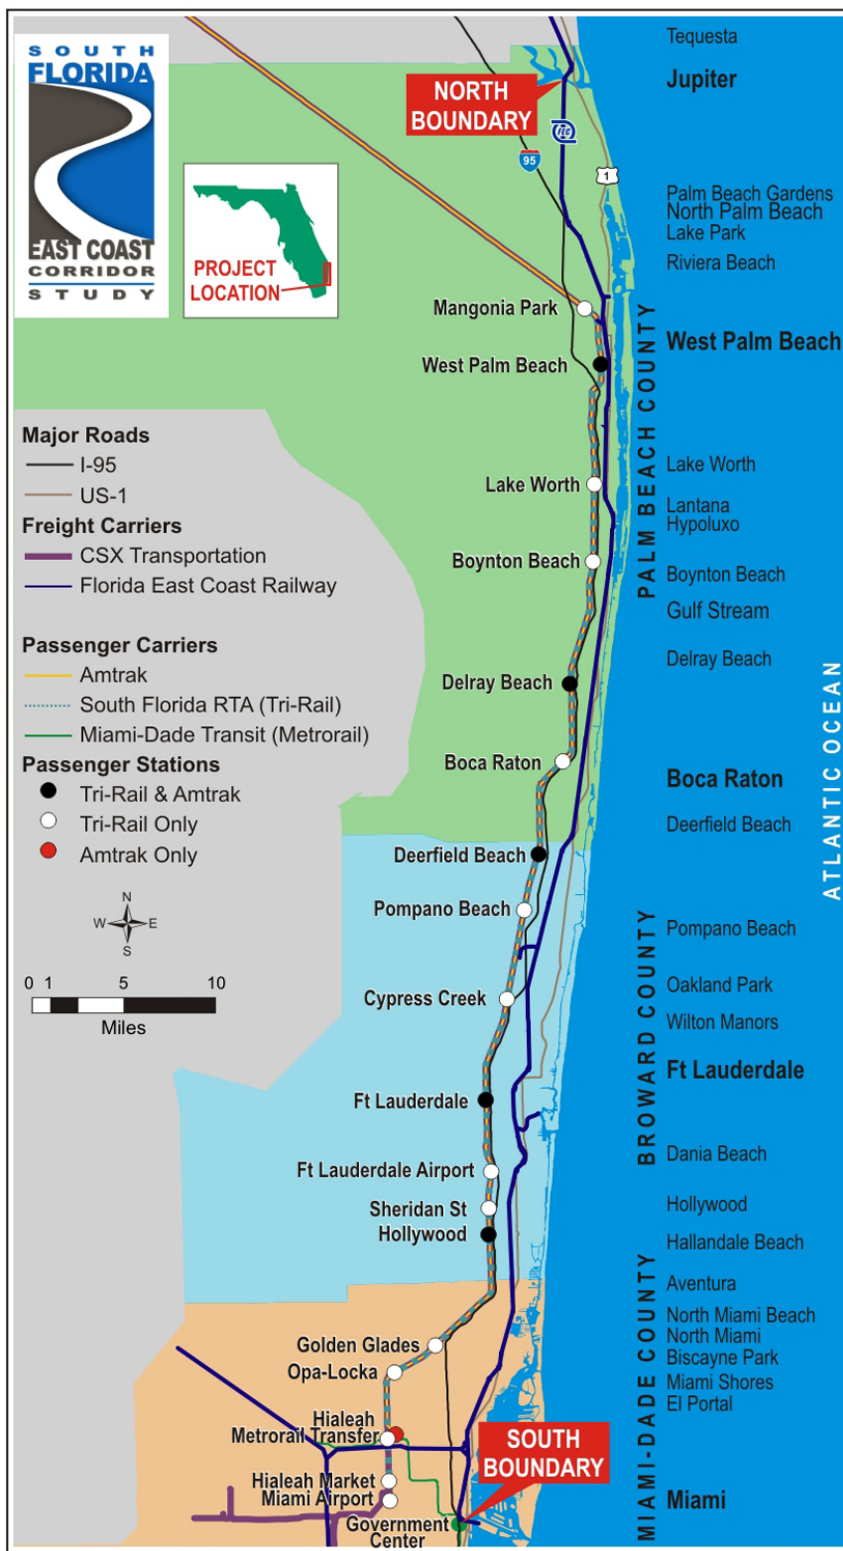 SOUTH
FLORIDA
EAST COAST
CORRIDOR
STUDY
PROJECT
LOCATION
NORTH
BOUNDARY
fec
95
1
Tequesta
Jupiter
Palm Beach Gardens
North Palm Beach
Lake Park
Riviera Beach
West Palm Beach
Lake Worth
Lantana
Hypoluxo
Boynton Beach
Gulf Stream
Delray Beach
Boca Raton
Deerfield Beach
Pompano Beach
Oakland Park
Wilton Manors
Ft Lauderdale
Dania Beach
Hollywood
Hallandale Beach
Aventura
North Miami Beach
North Miami
Biscayne Park
Miami Shores
El Portal
Miami
PALM BEACH COUNTY
BROWARD COUNTY
MIAMI-DADE COUNTY
ATLANTIC OCEAN
Mangonia Park
West Palm Beach
Lake Worth
Boynton Beach
Delray Beach
Boca Raton
Deerfield Beach
Pompano Beach
Cypress Creek
Ft Lauderdale
Ft Lauderdale Airport
Sheridan St
Hollywood
Golden Glades
Opa-Locka
Hialeah
Metrorail Transfer
Hialeah Market
Miami Airport
Government
Center
SOUTH
BOUNDARY
Major Roads
I-95
US-1
Freight Carriers
CSX Transportation
Florida East Coast Railway
Passenger Carriers
Amtrak
South Florida RTA (Tri-Rail)
Miami-Dade Transit (Metrorail)
Passenger Stations
Tri-Rail & Amtrak
Tri-Rail Only
Amtrak Only
N
W E
S
0 1 5 10
Miles